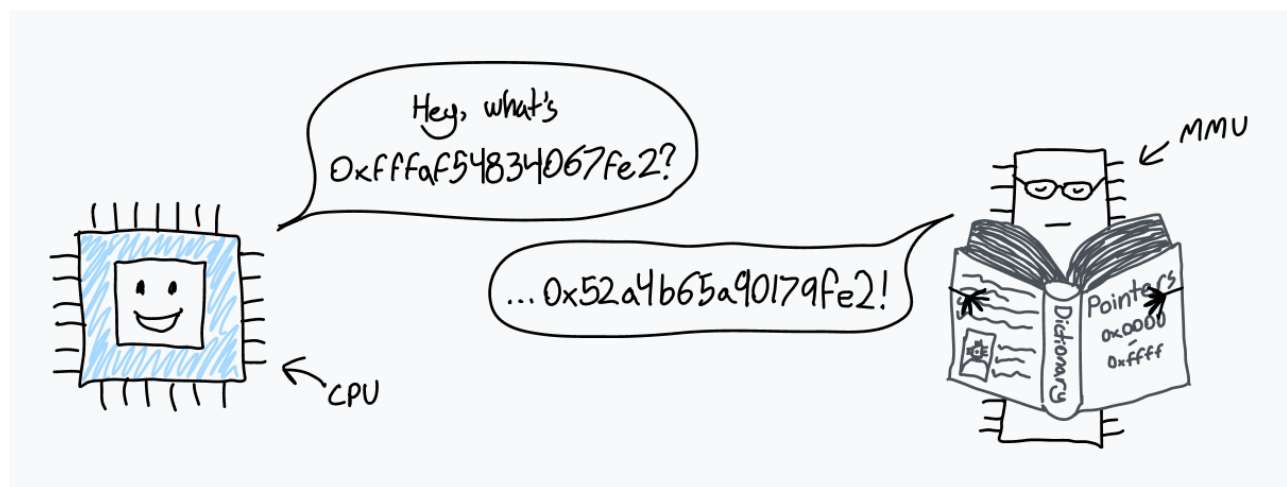 Hey, what's
0xfffaf54834067fe2?
MMU
...0x52a4b65a90179fe2!
CPU
Dictionary
Pointers
0x0000
-
0xffff